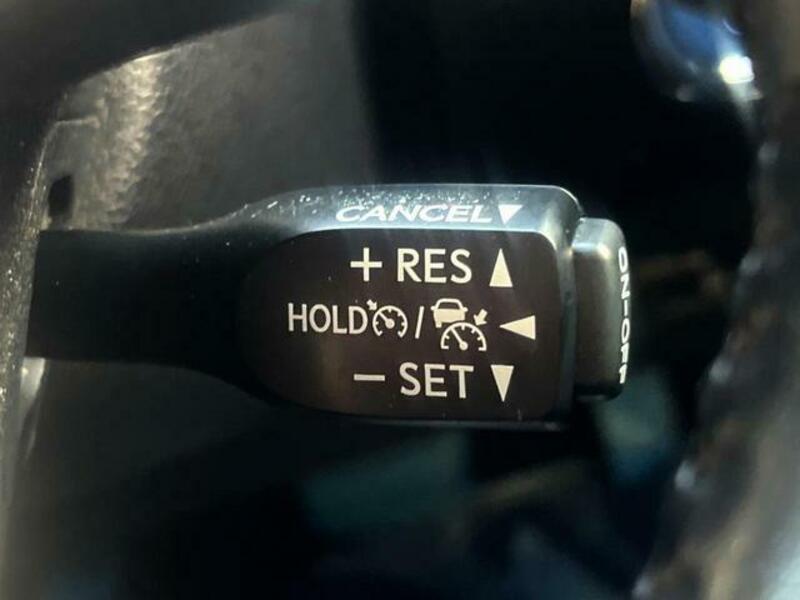 CANCEL▼
+ RES ▲
HOLD / ◀
− SET ▼
ON-OFF